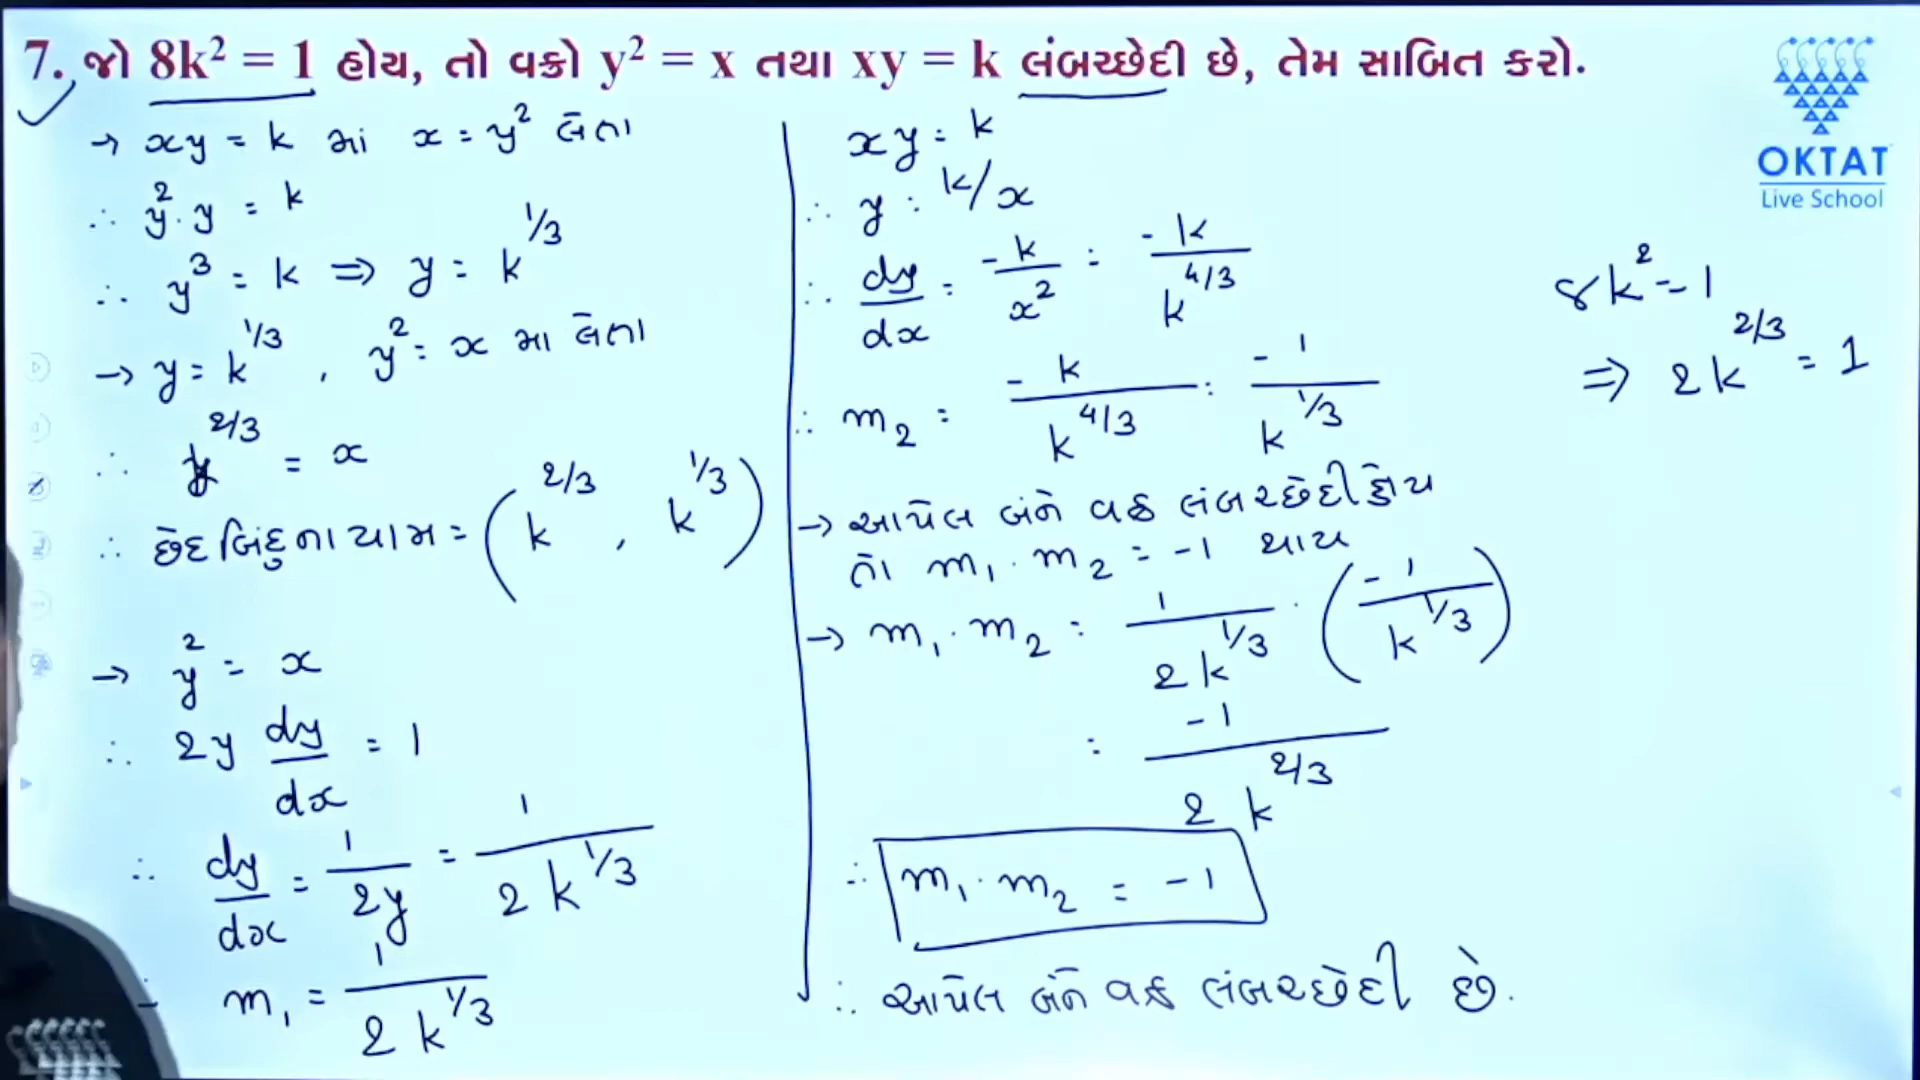 7. જો 8k² = 1 હોય, તો વક્રો y² = x તથા xy = k લંબચ્છેદી છે, તેમ સાબિત કરો.
OKTAT
Live School
→ xy = k માં x = y² લેતા
∴ y²·y = k
∴ y³ = k ⇒ y = k^1/3
→ y = k^1/3 , y² = x મા લેતા
∴ k^2/3 = x
∴ છેદબિંદુના યામ = (k^2/3 , k^1/3)
→ y² = x
∴ 2y dy/dx = 1
∴ dy/dx = 1/2y = 1/2k^1/3
∴ m₁ = 1/2k^1/3
xy = k
∴ y = k/x
∴ dy/dx = -k/x² = -k/k^4/3
∴ m₂ = -k/k^4/3 = -1/k^1/3
→ આપેલ બંને વક્ર લંબચ્છેદી હોય
તો m₁·m₂ = -1 થાય
→ m₁·m₂ = 1/2k^1/3 · (-1/k^1/3)
= -1/2k^2/3
∴ m₁·m₂ = -1
∴ આપેલ બંને વક્ર લંબચ્છેદી છે.
8k² = 1
⇒ 2k^2/3 = 1